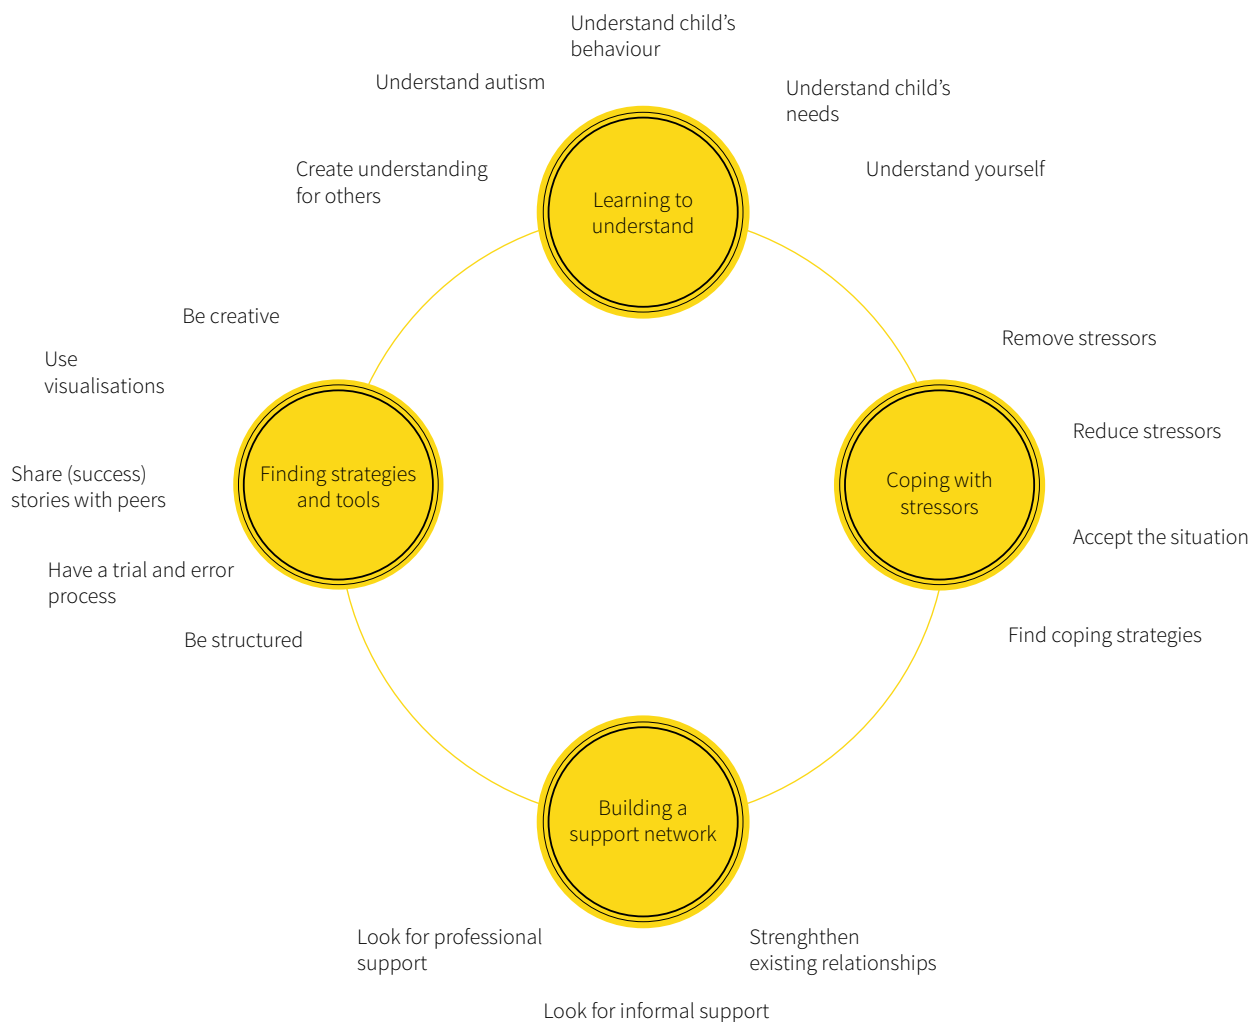 Understand child’s
behaviour
Understand autism
Understand child’s
needs
Create understanding
for others
Understand yourself
Learning to
understand
Be creative
Use
visualisations
Share (success)
stories with peers
Have a trial and error
process
Be structured
Finding strategies
and tools
Remove stressors
Reduce stressors
Accept the situation
Find coping strategies
Coping with
stressors
Building a
support network
Look for professional
support
Strenghthen
existing relationships
Look for informal support